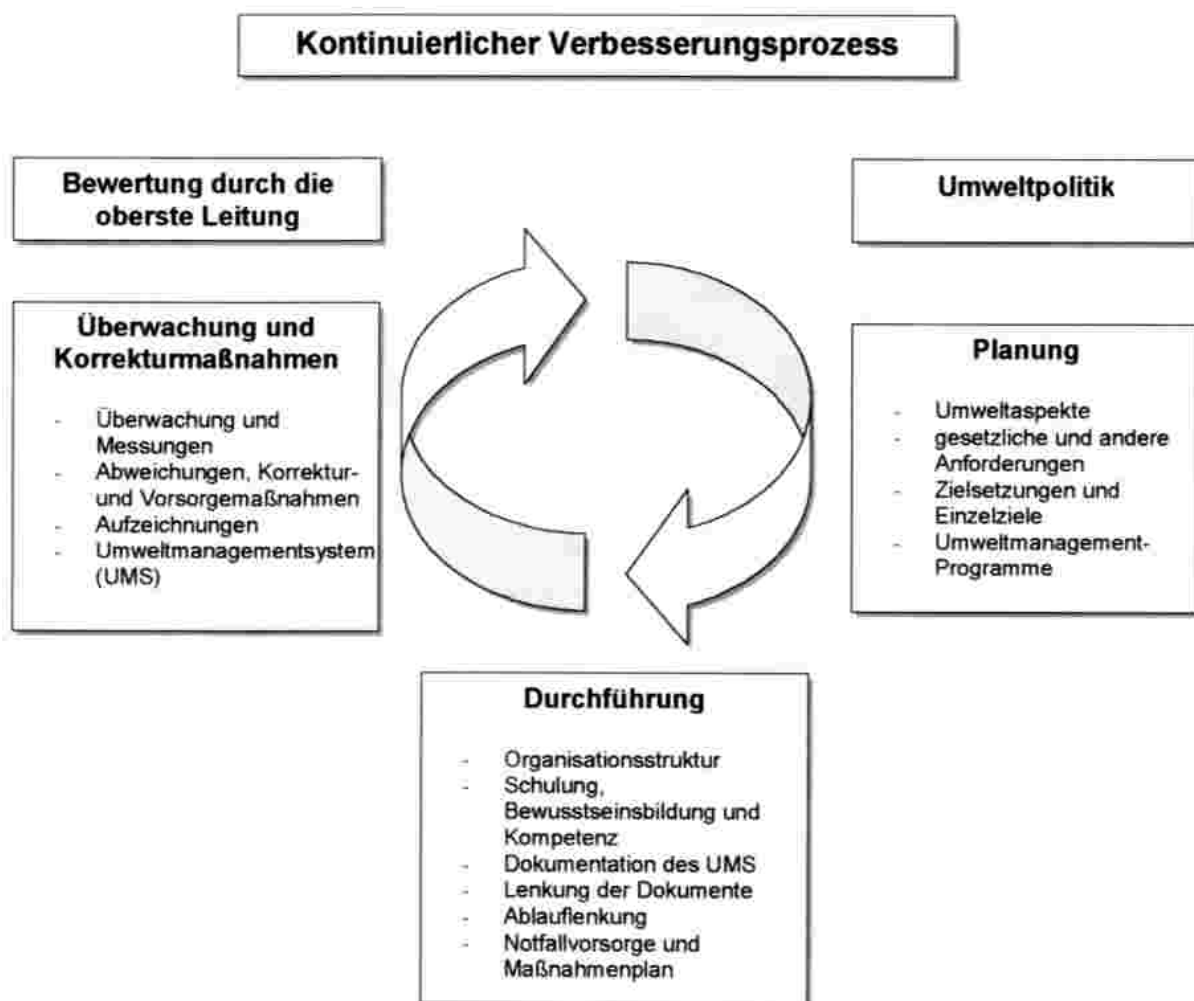 Kontinuierlicher Verbesserungsprozess
Bewertung durch die
oberste Leitung
Umweltpolitik
Überwachung und
Korrekturmaßnahmen
- Überwachung und
Messungen
- Abweichungen, Korrektur-
und Vorsorgemaßnahmen
- Aufzeichnungen
- Umweltmanagementsystem
(UMS)
Planung
- Umweltaspekte
- gesetzliche und andere
Anforderungen
- Zielsetzungen und
Einzelziele
- Umweltmanagement-
Programme
Durchführung
- Organisationsstruktur
- Schulung,
Bewusstseinsbildung und
Kompetenz
- Dokumentation des UMS
- Lenkung der Dokumente
- Ablauflenkung
- Notfallvorsorge und
Maßnahmenplan